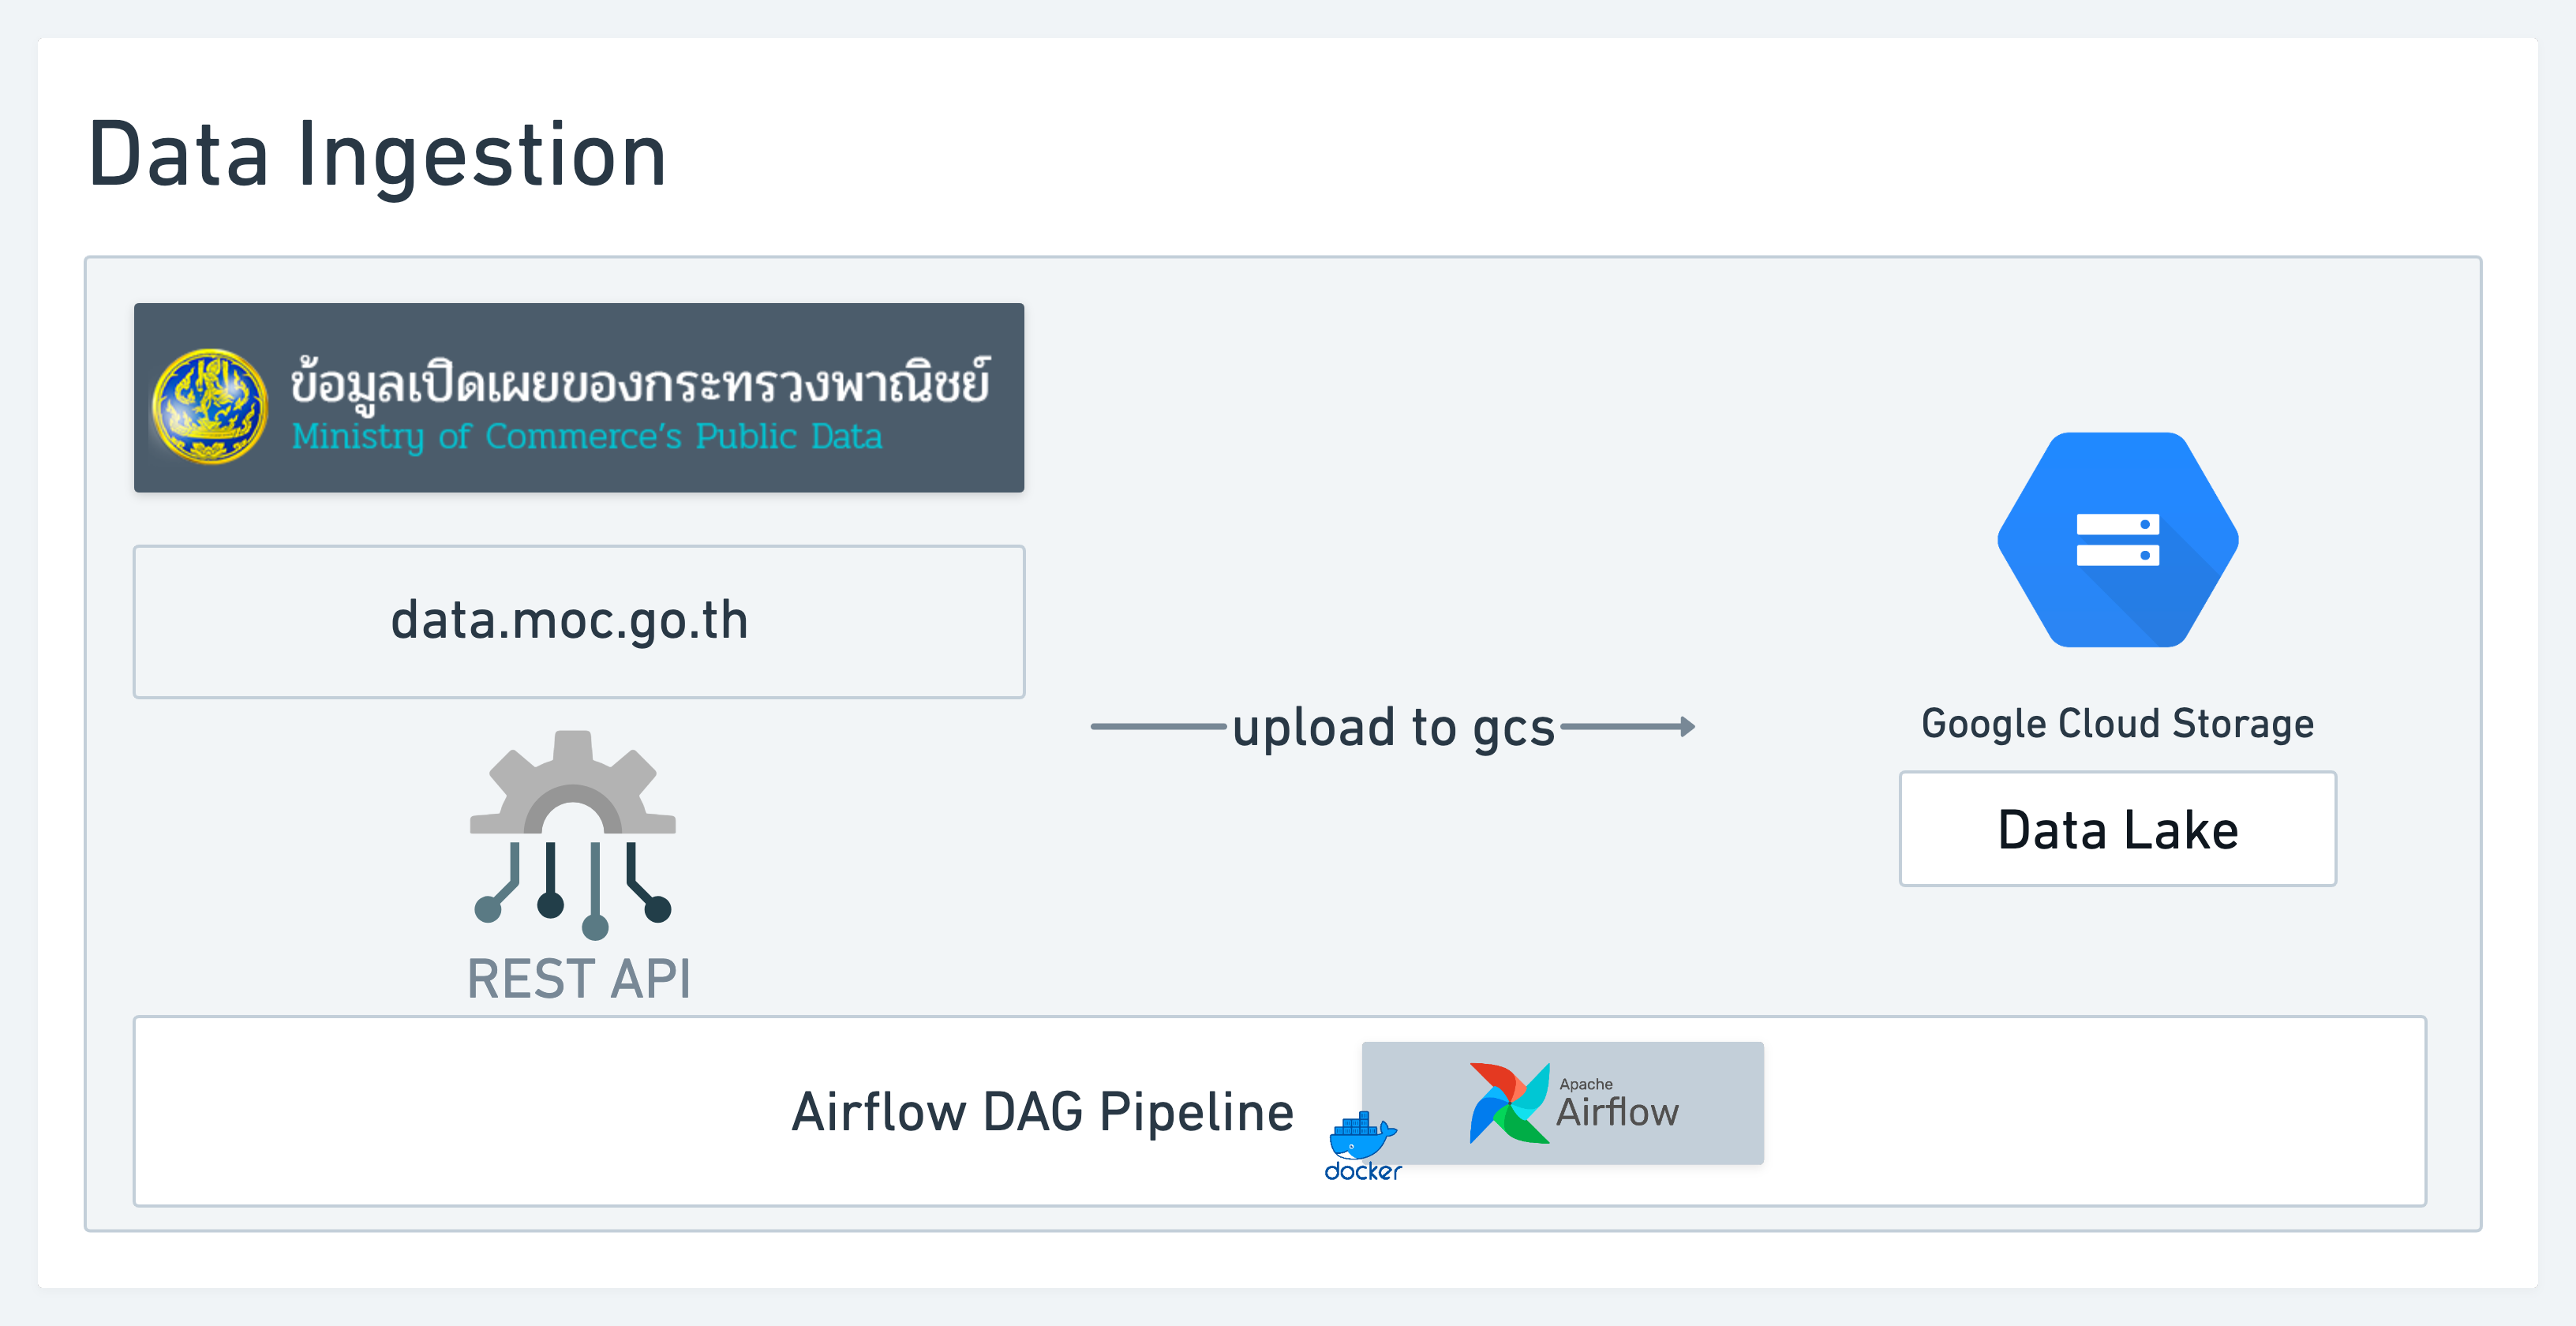 Data Ingestion
ข้อมูลเปิดเผยของกระทรวงพาณิชย์
Ministry of Commerce's Public Data
data.moc.go.th
REST API
upload to gcs
Google Cloud Storage
Data Lake
Airflow DAG Pipeline
docker
Apache
Airflow